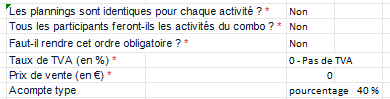 Les plannings sont identiques pour chaque activité ? * Non
Tous les participants feront-ils les activités du combo ? * Non
Faut-il rendre cet ordre obligatoire ? * Non
Taux de TVA (en %) * 0 - Pas de TVA
Prix de vente (en €) * 0
Acompte type pourcentage 40 %